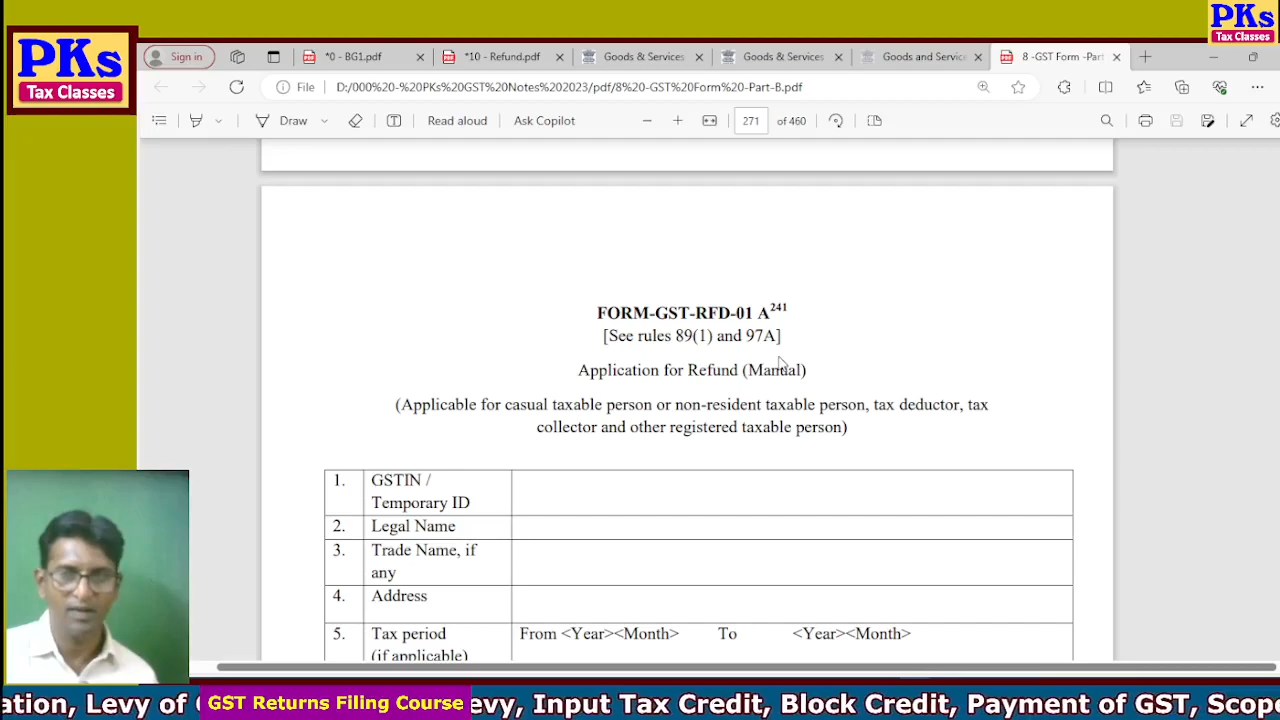 PKs
Tax Classes
PKs
Tax Classes
Sign in
*0 - BG1.pdf
*10 - Refund.pdf
Goods & Services
Goods & Services
Goods and Service
8 -GST Form -Part
File
D:/000%20-%20PKs%20GST%20Notes%202023/pdf/8%20-GST%20Form%20-Part-B.pdf
Draw
Read aloud
Ask Copilot
271
of 460
FORM-GST-RFD-01 A241
[See rules 89(1) and 97A]
Application for Refund (Manual)
(Applicable for casual taxable person or non-resident taxable person, tax deductor, tax
collector and other registered taxable person)
1. GSTIN /
Temporary ID
2. Legal Name
3. Trade Name, if
any
4. Address
5. Tax period From <Year><Month> To <Year><Month>
(if applicable)
ation, Levy of
GST Returns Filing Course
evy, Input Tax Credit, Block Credit, Payment of GST, Scop